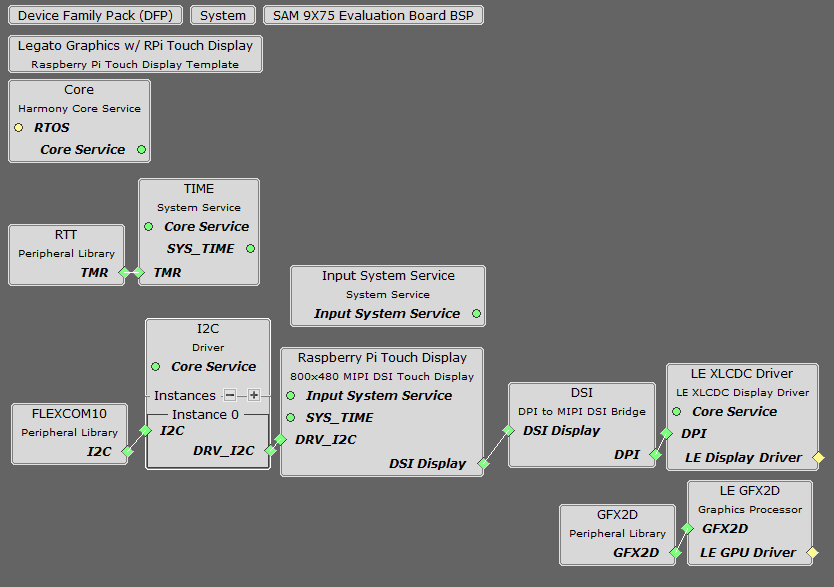 Device Family Pack (DFP)
System
SAM 9X75 Evaluation Board BSP
Legato Graphics w/ RPi Touch Display
Raspberry Pi Touch Display Template
Core
Harmony Core Service
RTOS
Core Service
TIME
System Service
Core Service
SYS_TIME
TMR
RTT
Peripheral Library
TMR
Input System Service
System Service
Input System Service
I2C
Driver
Core Service
Instances
Instance 0
I2C
DRV_I2C
FLEXCOM10
Peripheral Library
I2C
Raspberry Pi Touch Display
800x480 MIPI DSI Touch Display
Input System Service
SYS_TIME
DRV_I2C
DSI Display
DSI
DPI to MIPI DSI Bridge
DSI Display
DPI
LE XLCDC Driver
LE XLCDC Display Driver
Core Service
DPI
LE Display Driver
GFX2D
Peripheral Library
GFX2D
LE GFX2D
Graphics Processor
GFX2D
LE GPU Driver